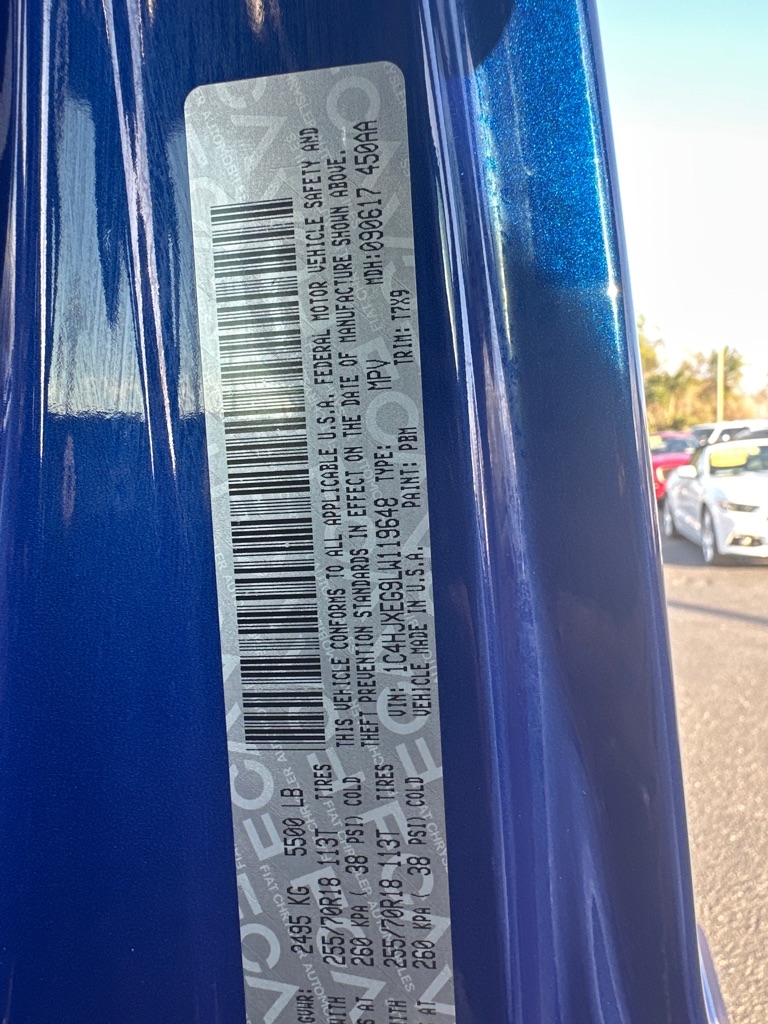 GVWR: 2495 KG 5500 LB
WITH 255/70R18 113T TIRES
S AT 260 KPA ( 38 PSI) COLD
WITH 255/70R18 113T TIRES
AT 260 KPA ( 38 PSI) COLD
THIS VEHICLE CONFORMS TO ALL APPLICABLE U.S.A. FEDERAL MOTOR VEHICLE SAFETY AND
THEFT PREVENTION STANDARDS IN EFFECT ON THE DATE OF MANUFACTURE SHOWN ABOVE.
VIN: 1C4HJXEG9LW119648 TYPE: MPV MDH:090617 450AA
VEHICLE MADE IN U.S.A. PAINT: PBM TRIM: T7X9